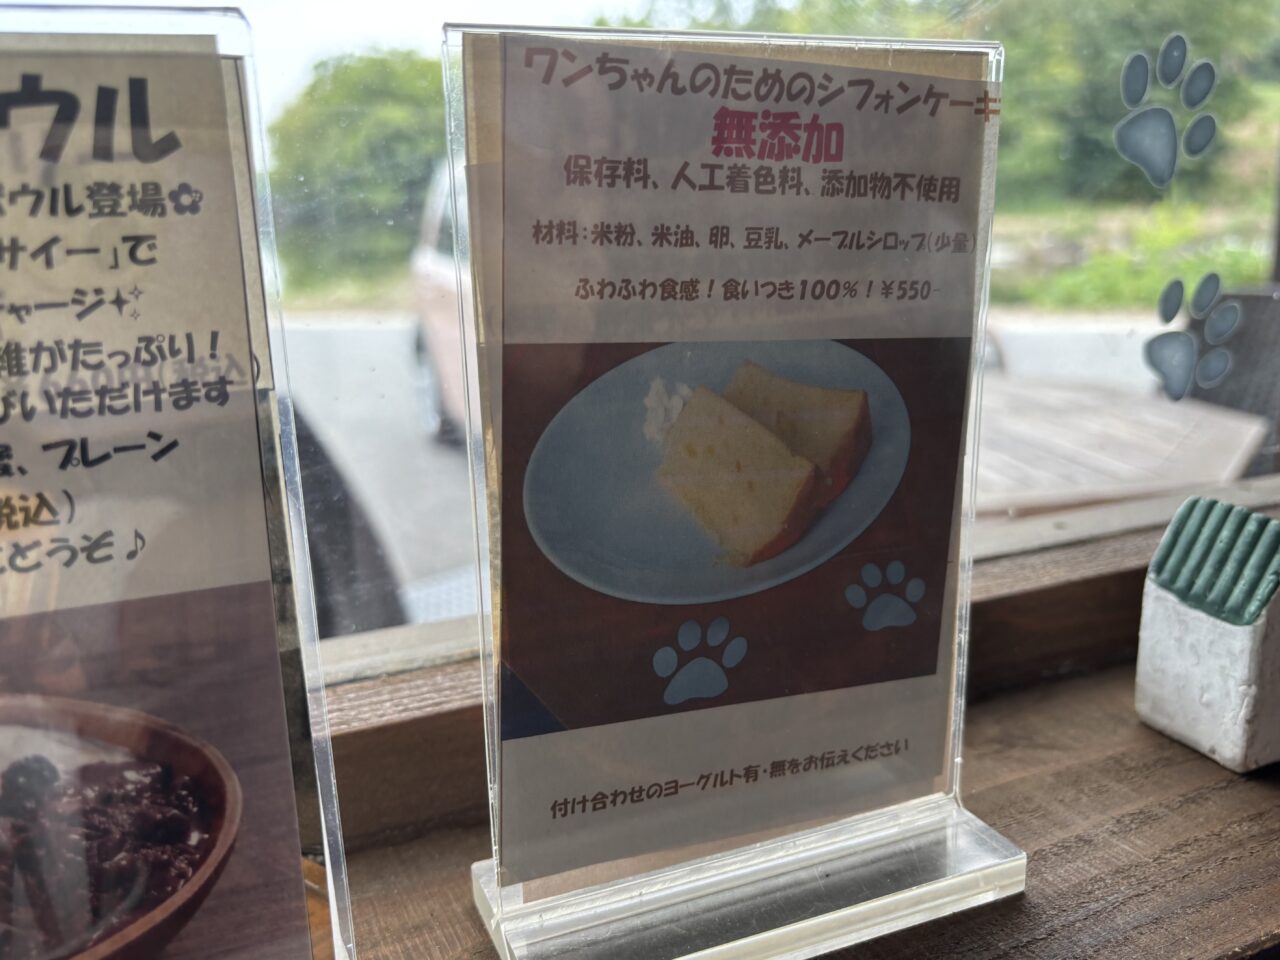 ウル
ボウル登場✿
サイー」で
チャージ✨
がたっぷり!
びいただけます
、プレーン
税込)
どうぞ♪
ワンちゃんのためのシフォンケーキ
無添加
保存料、人工着色料、添加物不使用
材料:米粉、米油、卵、豆乳、メープルシロップ(少量)
ふわふわ食感!食いつき100%!¥550-
付け合わせのヨーグルト有・無をお伝えください